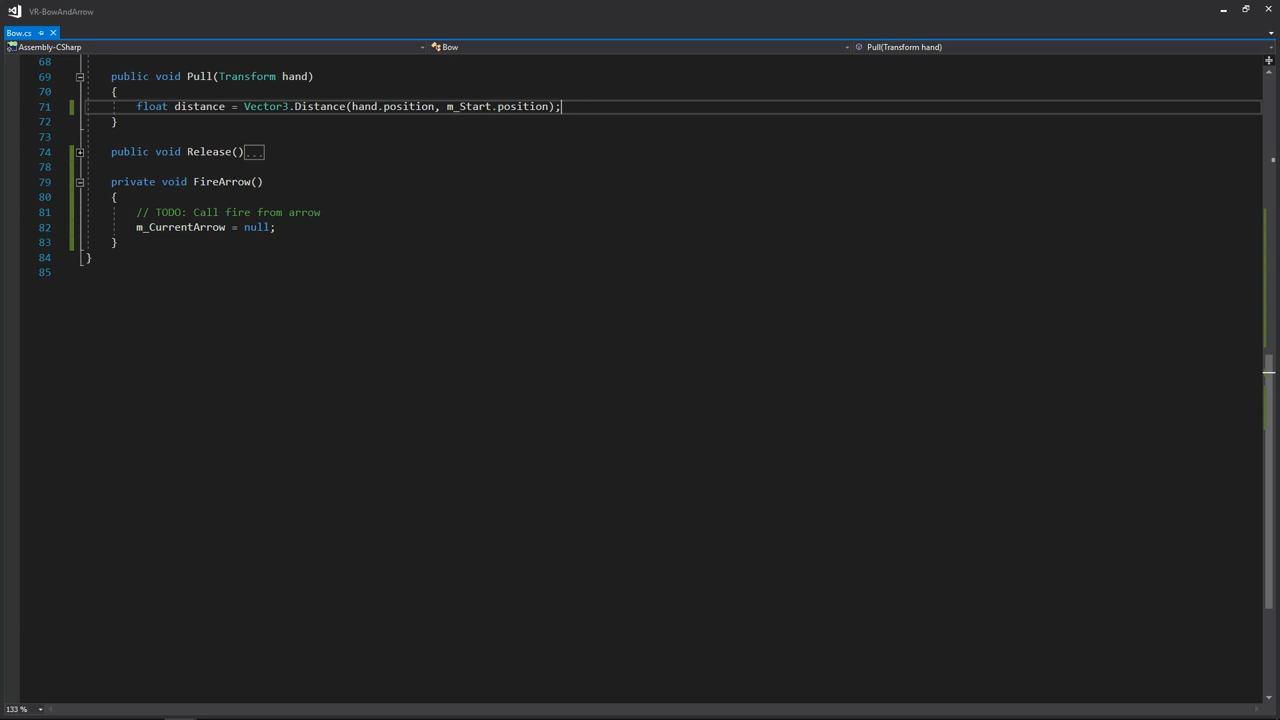 VR-BowAndArrow
Bow.cs
Assembly-CSharp Bow Pull(Transform hand)
68
69 public void Pull(Transform hand)
70 {
71 float distance = Vector3.Distance(hand.position, m_Start.position);
72 }
73
74 public void Release()...
78
79 private void FireArrow()
80 {
81 // TODO: Call fire from arrow
82 m_CurrentArrow = null;
83 }
84 }
85
133 %